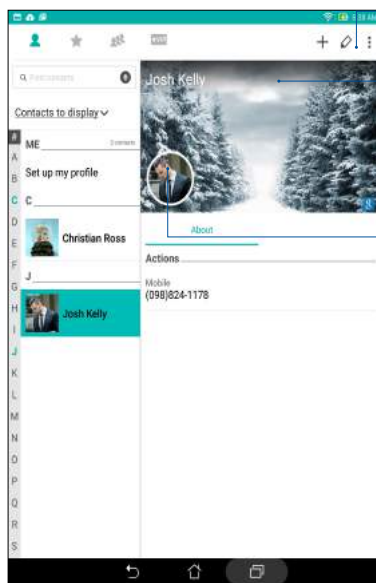 Josh Kelly
Contacts to display
ME
Set up my profile
C
Christian Ross
J
Josh Kelly
#
A
B
C
D
E
F
G
H
I
J
K
L
M
N
O
P
Q
R
S
About
Actions
Mobile
(098)824-1178